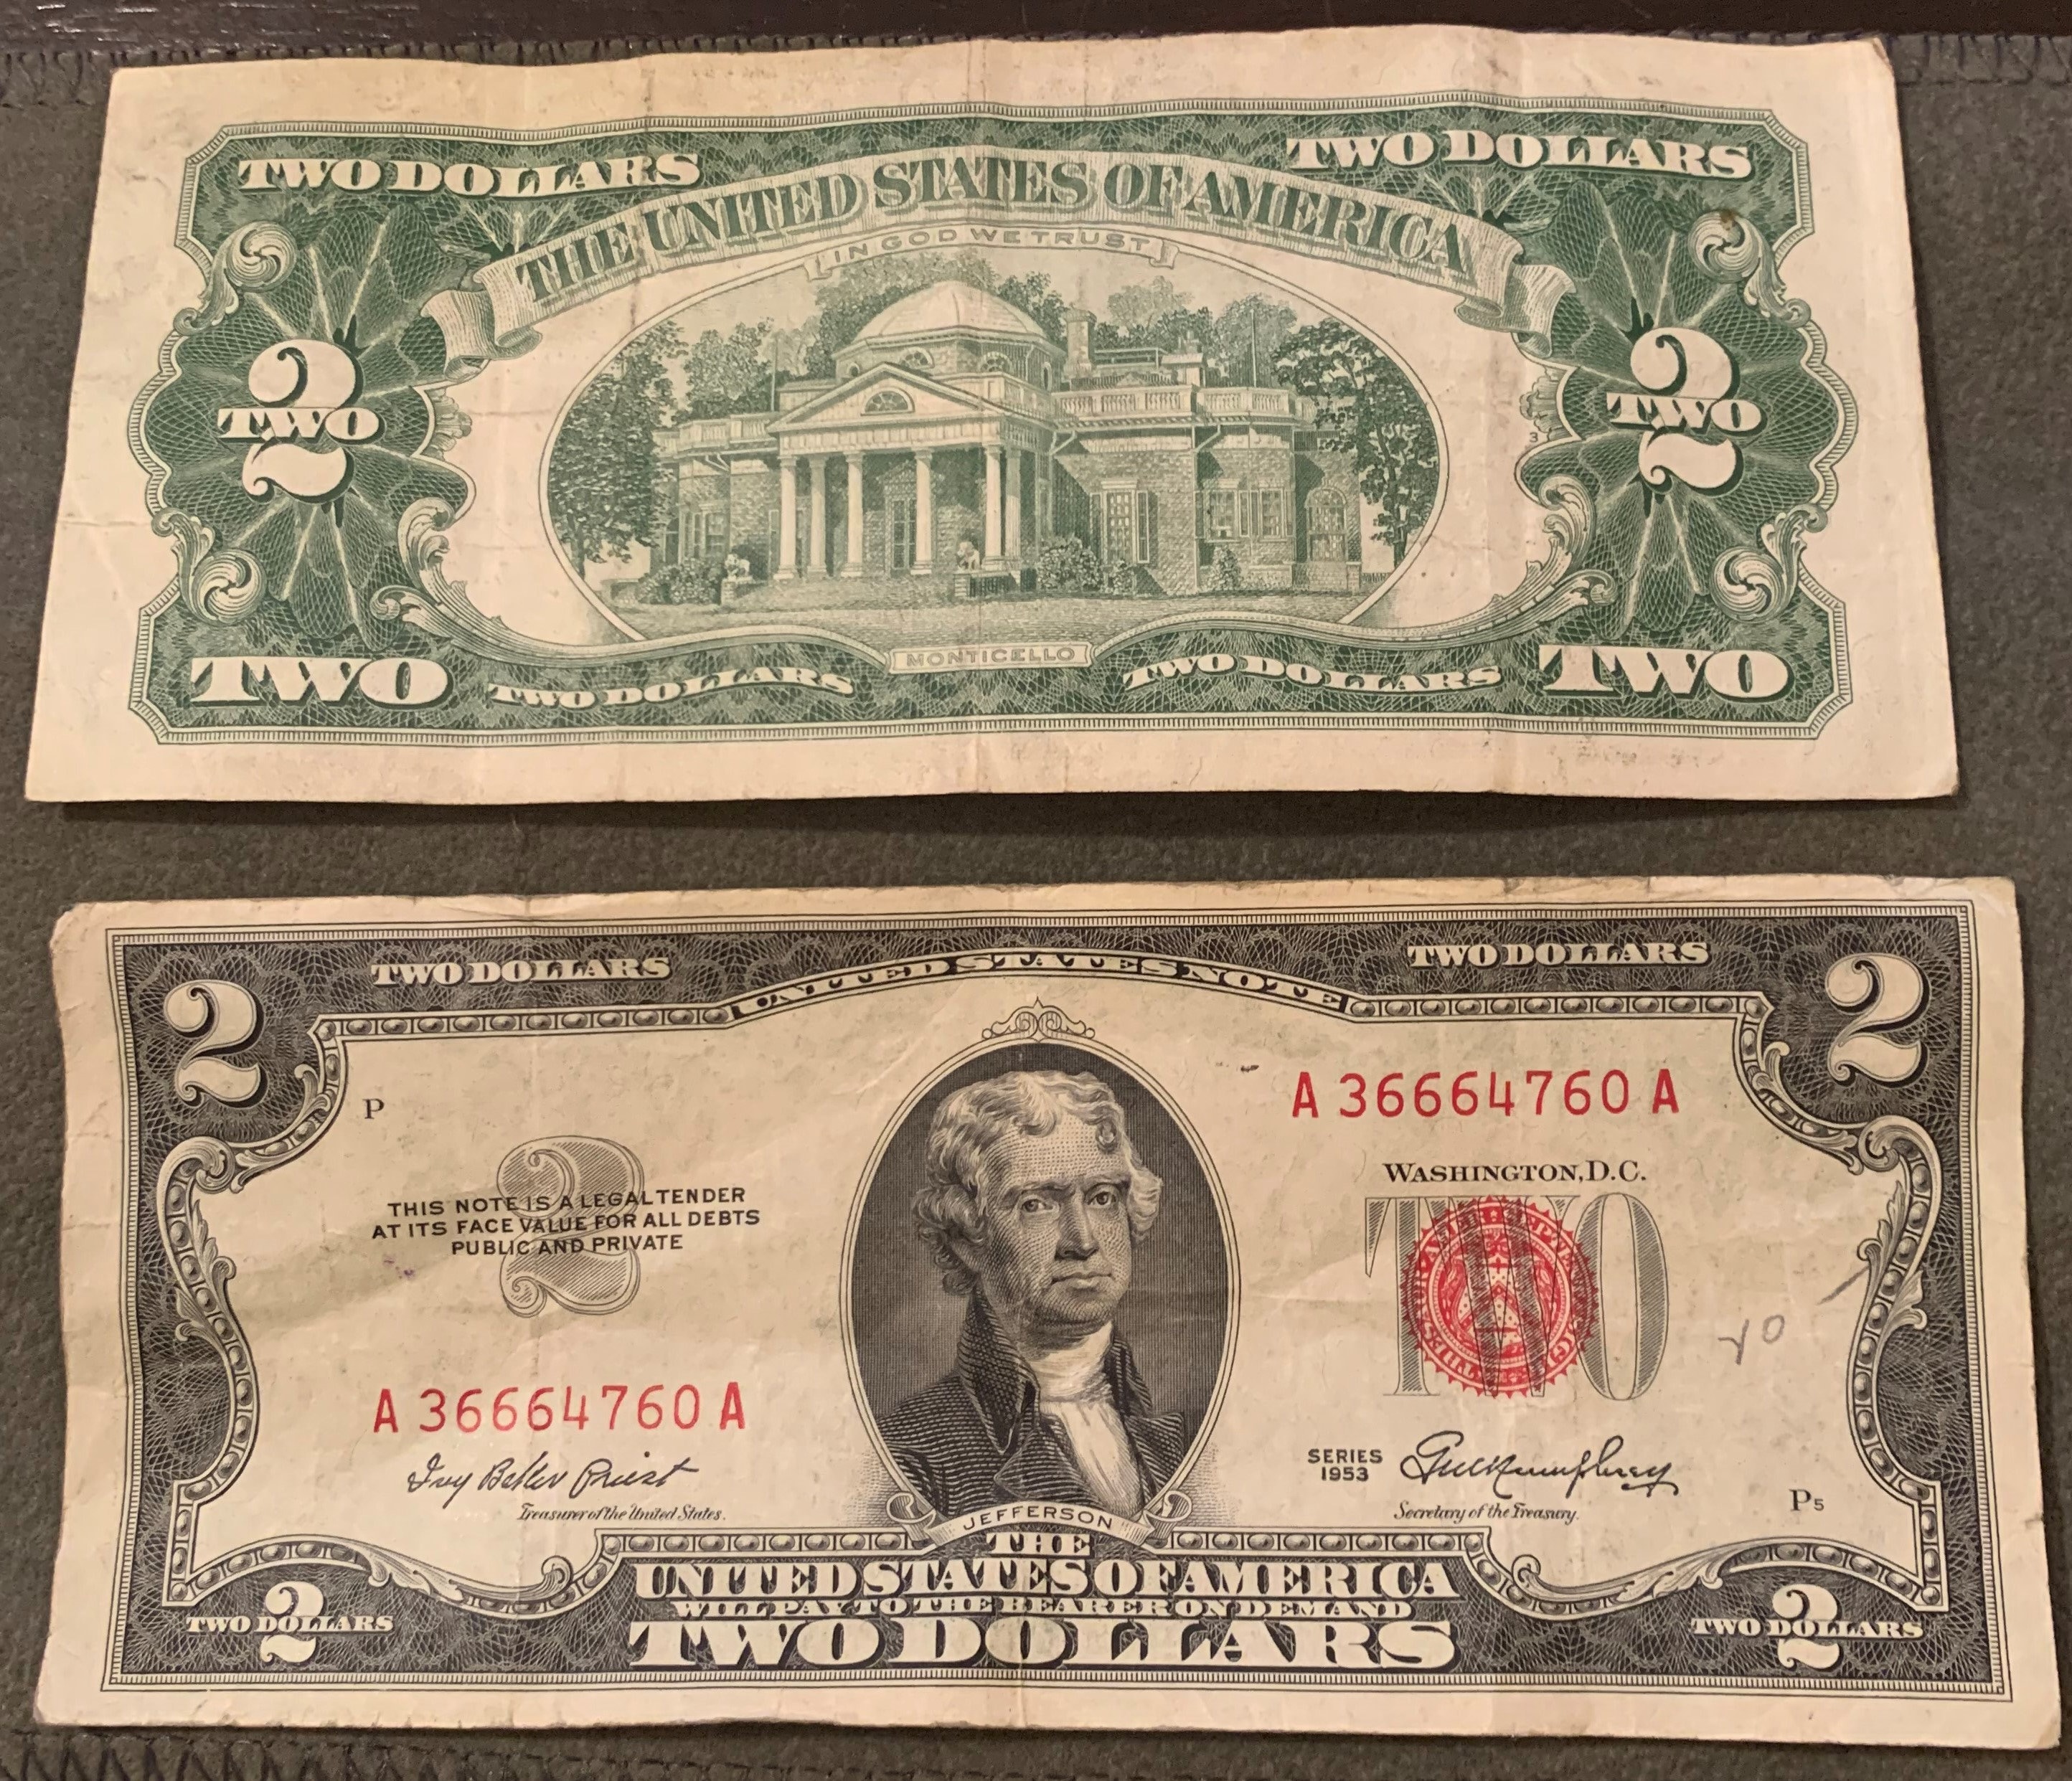 TWO DOLLARS
TWO DOLLARS
THE UNITED STATES OF AMERICA
IN GOD WE TRUST
2
TWO
2
TWO
3
MONTICELLO
TWO
TWO DOLLARS
TWO DOLLARS
TWO
2
TWO DOLLARS
UNITED STATES NOTE
TWO DOLLARS
2
P
A 36664760 A
2
THIS NOTE IS A LEGAL TENDER
AT ITS FACE VALUE FOR ALL DEBTS
PUBLIC AND PRIVATE
WASHINGTON, D.C.
TWO
A 36664760 A
Ivy Baker Priest
Treasurer of the United States.
SERIES
1953
G M Humphrey
Secretary of the Treasury.
P5
JEFFERSON
THE
UNITED STATES OF AMERICA
WILL PAY TO THE BEARER ON DEMAND
TWO DOLLARS
2
TWO DOLLARS
2
TWO DOLLARS